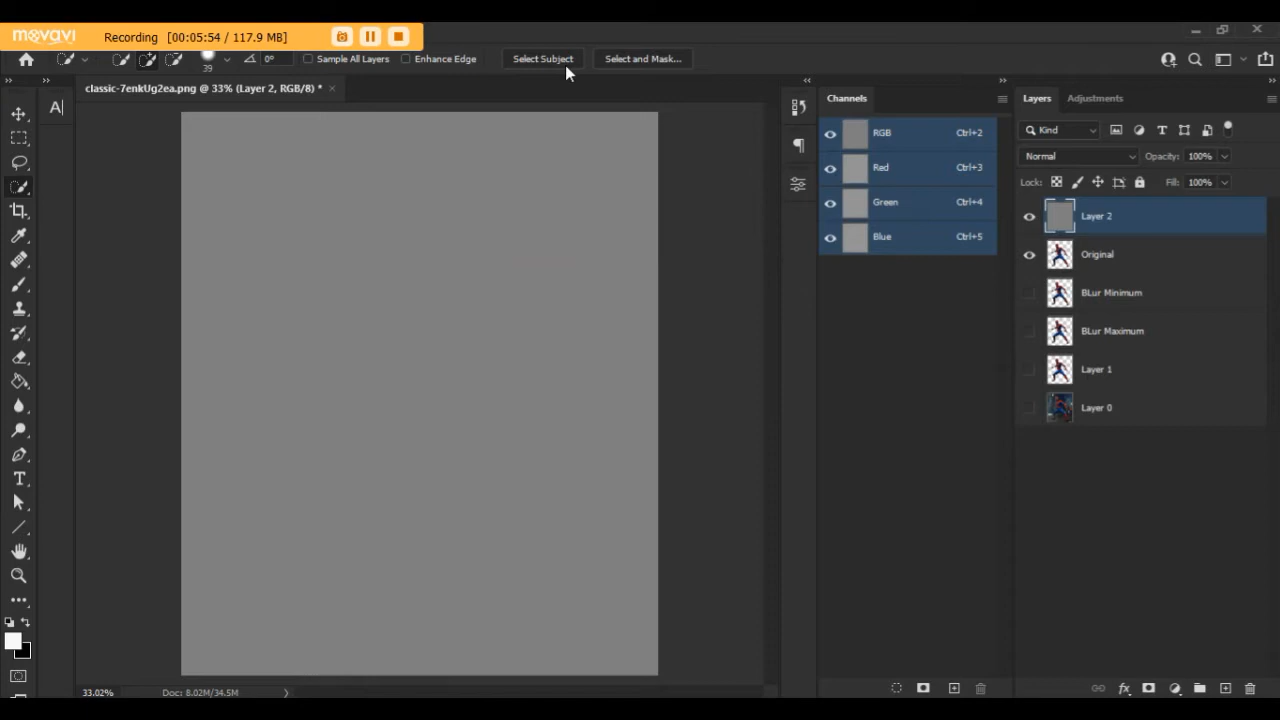 movavi Recording [00:05:54 / 117.9 MB]
39 0° Sample All Layers Enhance Edge Select Subject Select and Mask...
classic-7enkUg2ea.png @ 33% (Layer 2, RGB/8) * ×
A|
Channels
RGB Ctrl+2
Red Ctrl+3
Green Ctrl+4
Blue Ctrl+5
Layers Adjustments
Kind
Normal Opacity: 100%
Lock: Fill: 100%
Layer 2
Original
BLur Minimum
BLur Maximum
Layer 1
Layer 0
33.02% Doc: 8.02M/34.5M